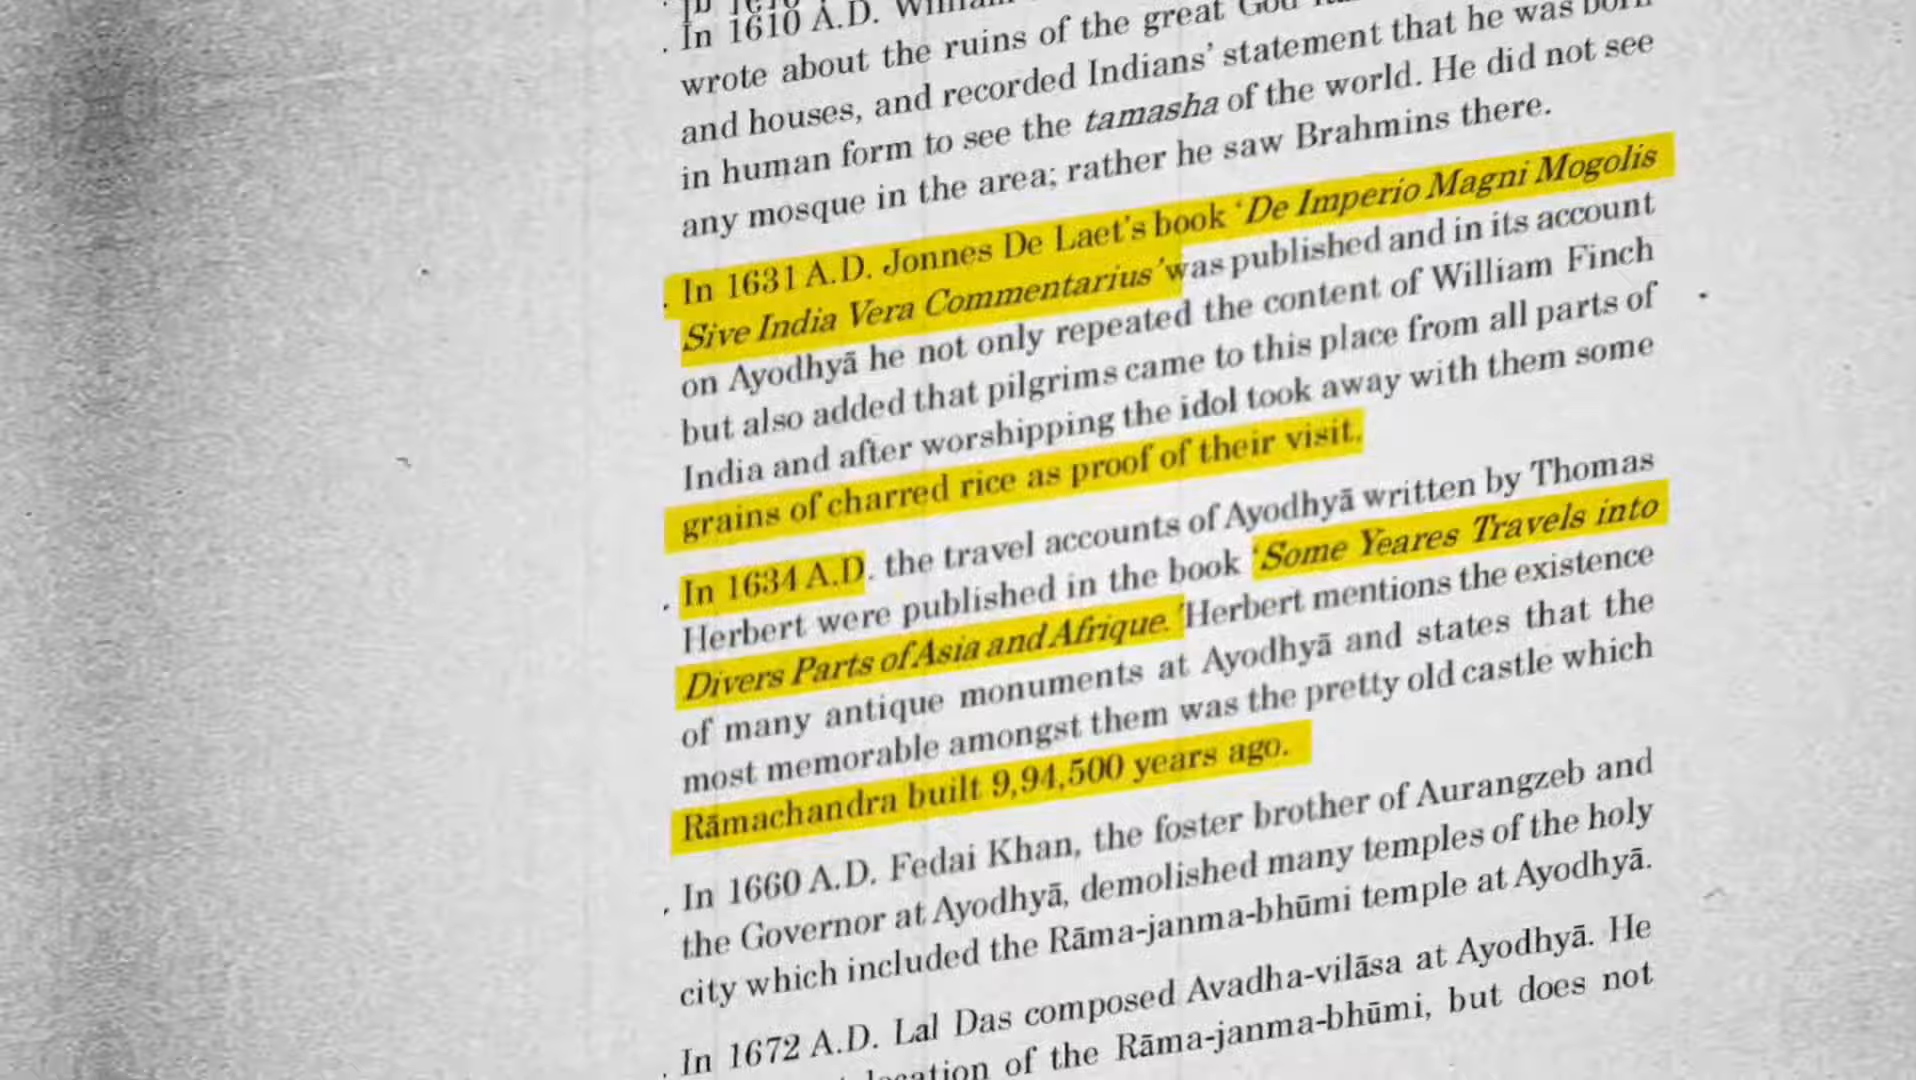 . In 1610 A.D.
wrote about the ruins of the great God
and houses, and recorded Indians' statement that he was born
in human form to see the tamasha of the world. He did not see
any mosque in the area; rather he saw Brahmins there.
. In 1631 A.D. Jonnes De Laet's book 'De Imperio Magni Mogolis
Sive India Vera Commentarius' was published and in its account
on Ayodhyā he not only repeated the content of William Finch
but also added that pilgrims came to this place from all parts of
India and after worshipping the idol took away with them some
grains of charred rice as proof of their visit.
. In 1634 A.D. the travel accounts of Ayodhyā written by Thomas
Herbert were published in the book 'Some Yeares Travels into
Divers Parts of Asia and Afrique.' Herbert mentions the existence
of many antique monuments at Ayodhyā and states that the
most memorable amongst them was the pretty old castle which
Rāmachandra built 9,94,500 years ago.
. In 1660 A.D. Fedai Khan, the foster brother of Aurangzeb and
the Governor at Ayodhyā, demolished many temples of the holy
city which included the Rāma-janma-bhūmi temple at Ayodhyā.
. In 1672 A.D. Lal Das composed Avadha-vilāsa at Ayodhyā. He
location of the Rāma-janma-bhūmi, but does not